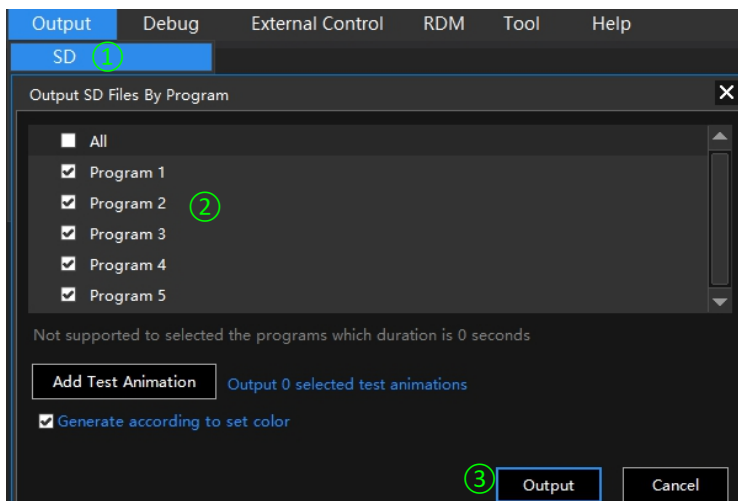 Output Debug External Control RDM Tool Help
SD ①
Output SD Files By Program
All
Program 1
Program 2 ②
Program 3
Program 4
Program 5
Not supported to selected the programs which duration is 0 seconds
Add Test Animation Output 0 selected test animations
Generate according to set color
③ Output Cancel